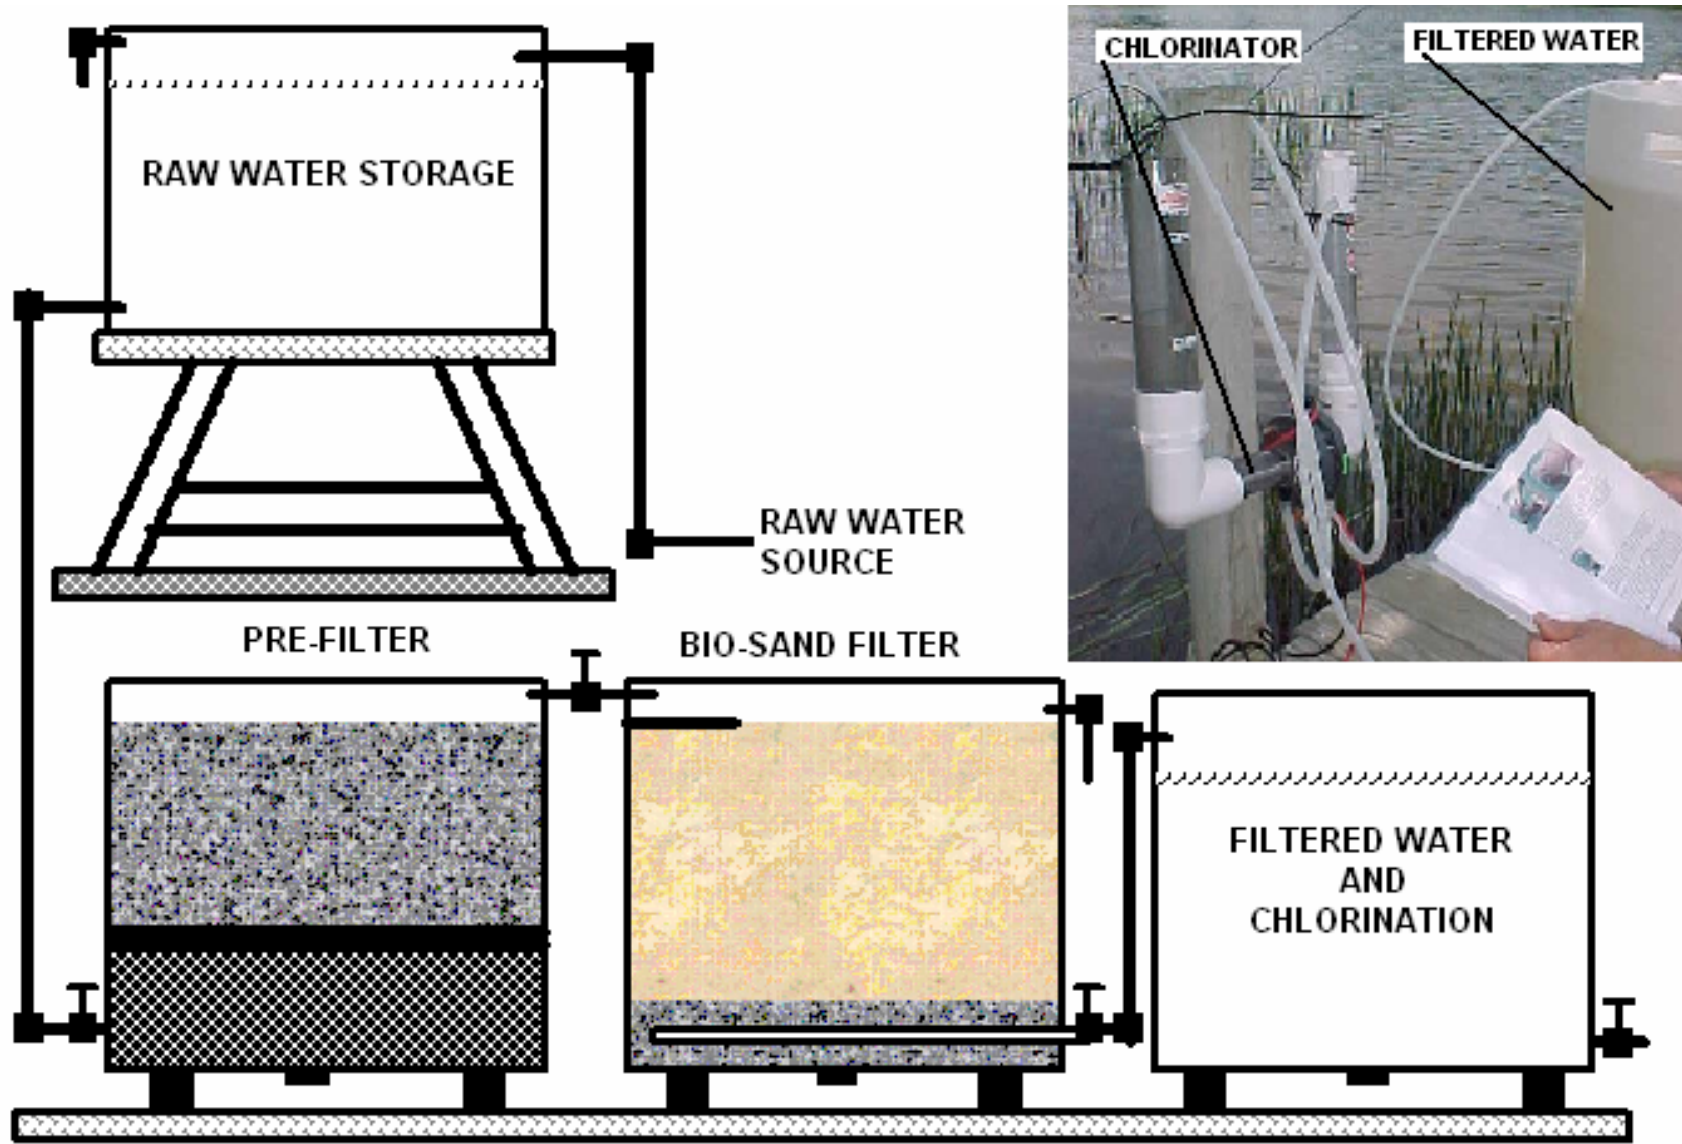 RAW WATER STORAGE
RAW WATER
SOURCE
CHLORINATOR
FILTERED WATER
PRE-FILTER
BIO-SAND FILTER
FILTERED WATER
AND
CHLORINATION